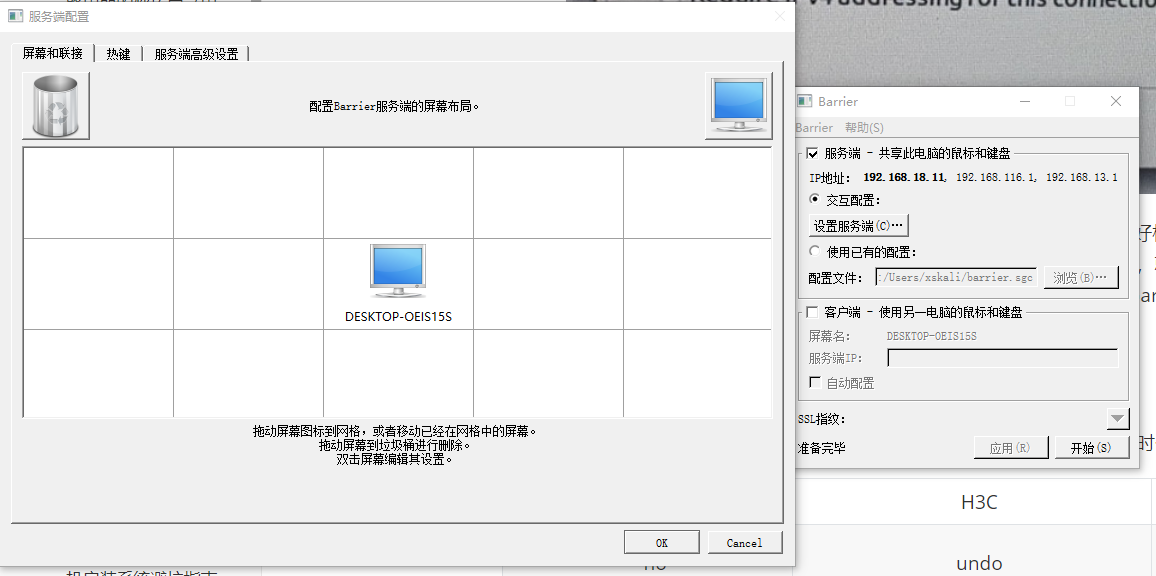 服务端配置
屏幕和联接
热键
服务端高级设置
配置Barrier服务端的屏幕布局。
DESKTOP-OEIS15S
拖动屏幕图标到网格，或者移动已经在网格中的屏幕。
拖动屏幕到垃圾桶进行删除。
双击屏幕编辑其设置。
OK
Cancel
Barrier
Barrier 帮助(S)
服务端 - 共享此电脑的鼠标和键盘
IP地址： 192.168.18.11, 192.168.116.1, 192.168.13.1
交互配置：
设置服务端(C)...
使用已有的配置：
配置文件： :/Users/xskali/barrier.sgc 浏览(B)...
客户端 - 使用另一电脑的鼠标和键盘
屏幕名： DESKTOP-OEIS15S
服务端IP：
自动配置
SSL指纹：
准备完毕 应用(R) 开始(S)
时
H3C
undo